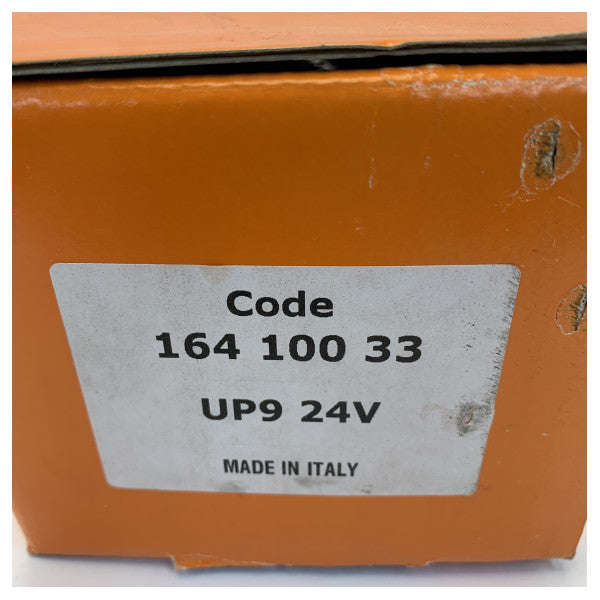 Code
164 100 33
UP9 24V
MADE IN ITALY